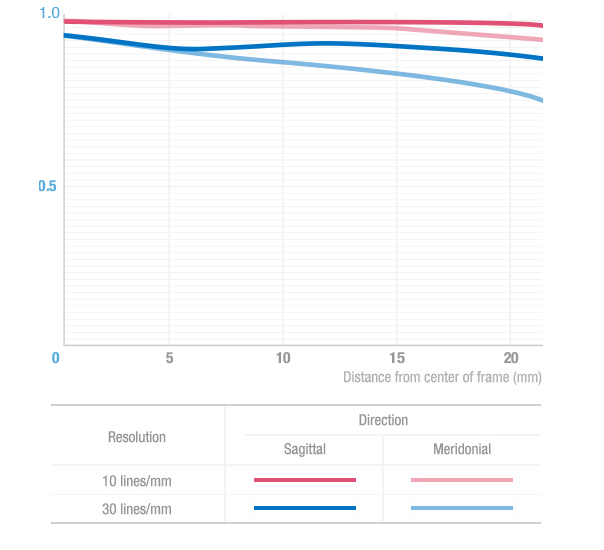 1.0
0.5
0 5 10 15 20
Distance from center of frame (mm)
Direction
Resolution
Sagittal Meridonial
10 lines/mm
30 lines/mm